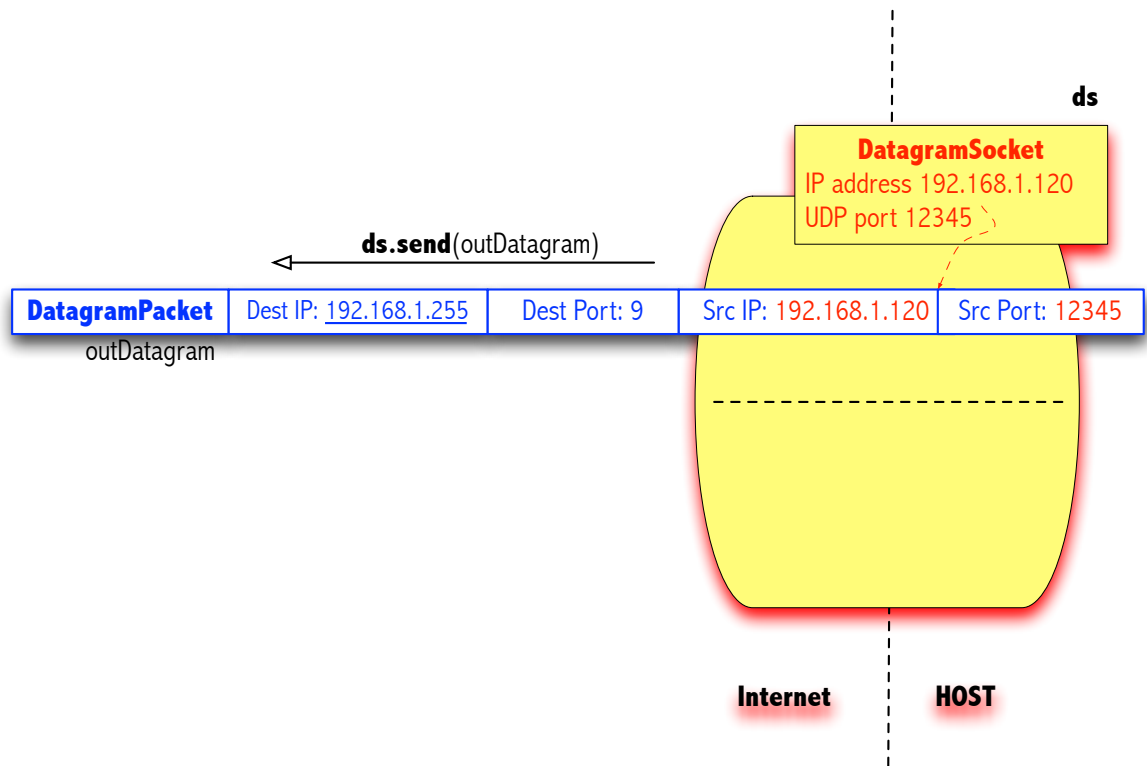 ds
DatagramSocket
IP address 192.168.1.120
UDP port 12345
ds.send(outDatagram)
DatagramPacket Dest IP: 192.168.1.255 Dest Port: 9 Src IP: 192.168.1.120 Src Port: 12345
outDatagram
Internet HOST